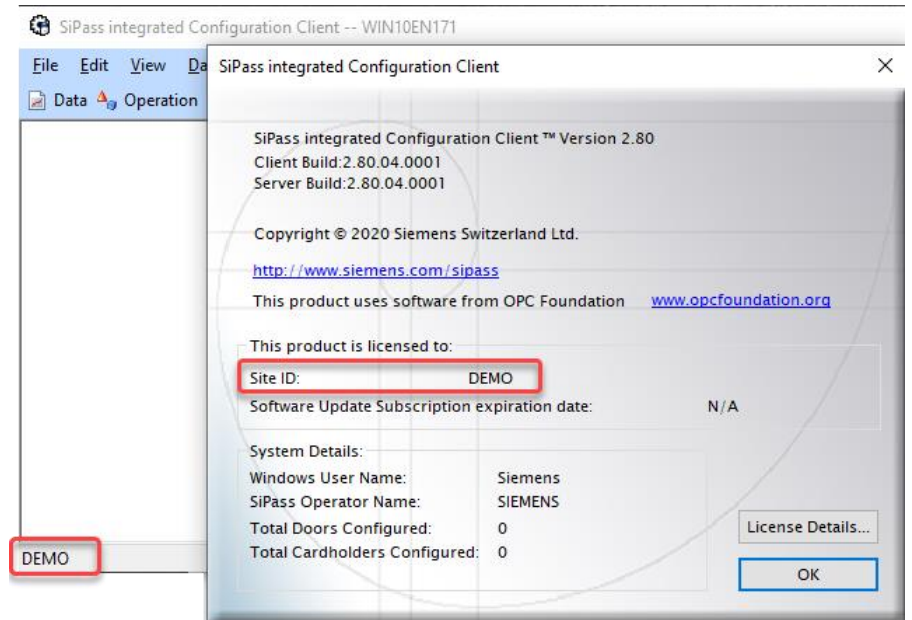 SiPass integrated Configuration Client -- WIN10EN171
File Edit View Da
Data Operation
SiPass integrated Configuration Client
SiPass integrated Configuration Client ™ Version 2.80
Client Build:2.80.04.0001
Server Build:2.80.04.0001
Copyright © 2020 Siemens Switzerland Ltd.
http://www.siemens.com/sipass
This product uses software from OPC Foundation www.opcfoundation.org
This product is licensed to:
Site ID: DEMO
Software Update Subscription expiration date: N/A
System Details:
Windows User Name: Siemens
SiPass Operator Name: SIEMENS
Total Doors Configured: 0
Total Cardholders Configured: 0
License Details...
OK
DEMO